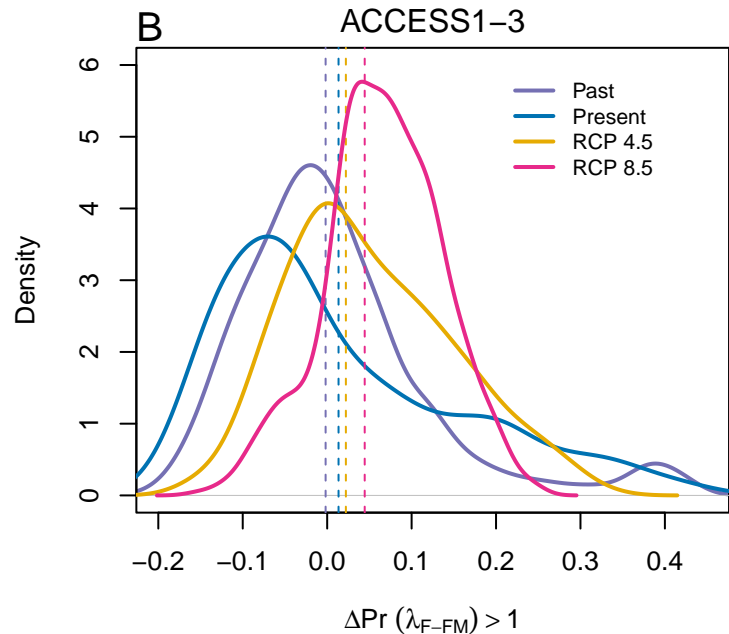 B
ACCESS1−3
Density
6
5
4
3
2
1
0
Past
Present
RCP 4.5
RCP 8.5
−0.2 −0.1 0.0 0.1 0.2 0.3 0.4
ΔPr (λF−FM) > 1